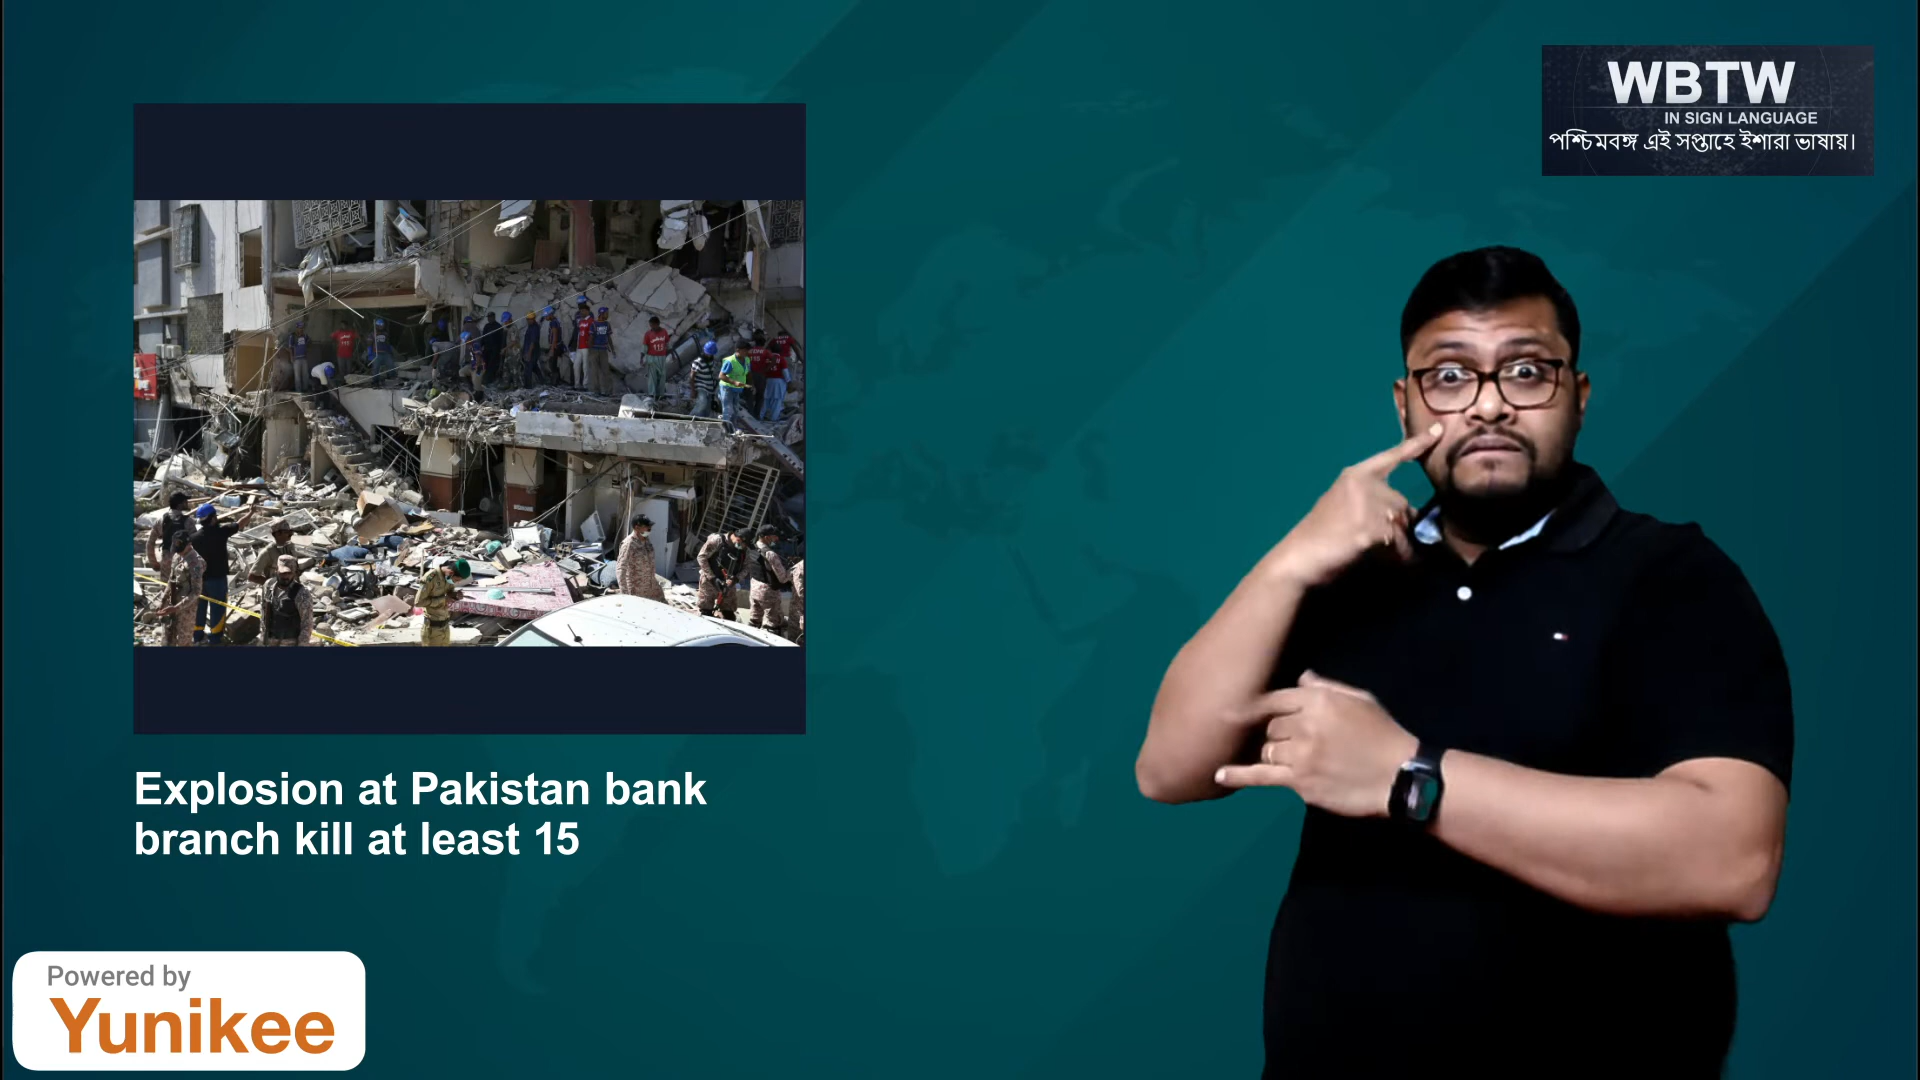 WBTW
IN SIGN LANGUAGE
পশ্চিমবঙ্গ এই সপ্তাহে ইশারা ভাষায়।
Explosion at Pakistan bank
branch kill at least 15
Powered by
Yunikee